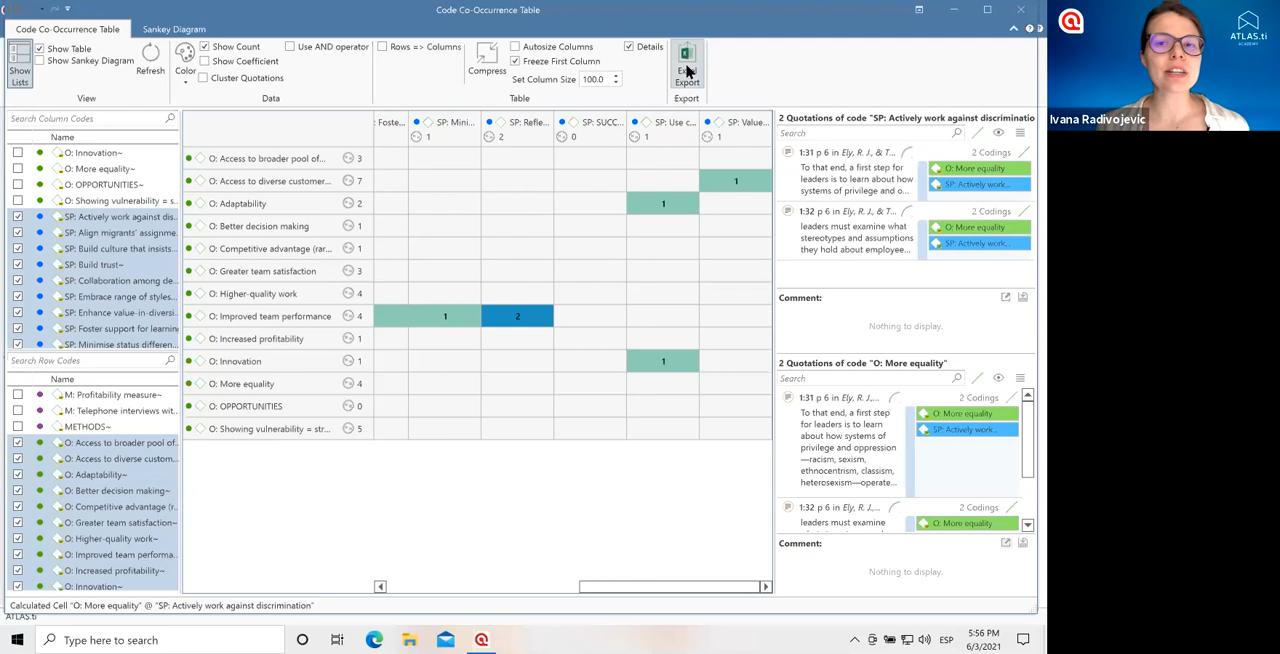 Code Co-Occurrence Table
Code Co-Occurrence Table
Sankey Diagram
Show Lists
Show Table
Show Sankey Diagram
Refresh
View
Color
Show Count
Show Coefficient
Cluster Quotations
Use AND operator
Data
Rows => Columns
Compress
Autosize Columns
Freeze First Column
Set Column Size 100.0
Table
Details
Export
Export
Search Column Codes
Name
O: Innovation~
O: More equality~
O: OPPORTUNITIES~
O: Showing vulnerability = s...
SP: Actively work against dis...
SP: Align migrants' assignme...
SP: Build culture that insists...
SP: Build trust~
SP: Collaboration among de...
SP: Embrace range of styles...
SP: Enhance value-in-diversi...
SP: Foster support for learning
SP: Minimise status differen...
Search Row Codes
Name
M: Profitability measure~
M: Telephone interviews wit...
METHODS~
O: Access to broader pool of...
O: Access to diverse custom...
O: Adaptability~
O: Better decision making~
O: Competitive advantage (r...
O: Greater team satisfaction~
O: Higher-quality work~
O: Improved team performa...
O: Increased profitability~
O: Innovation~
: Foste...
SP: Mini... 1
SP: Refle... 2
SP: SUCC... 0
SP: Use c... 1
SP: Value... 1
O: Access to broader pool of... 3
O: Access to diverse customer... 7 1
O: Adaptability 2 1
O: Better decision making 1
O: Competitive advantage (rar... 1
O: Greater team satisfaction 3
O: Higher-quality work 4
O: Improved team performance 4 1 2
O: Increased profitability 1
O: Innovation 1 1
O: More equality 4
O: OPPORTUNITIES 0
O: Showing vulnerability = str... 5
2 Quotations of code "SP: Actively work against discriminatio
Search
1:31 p 6 in Ely, R. J., & T... 2 Codings
To that end, a first step for
leaders is to learn about how
systems of privilege and o...
O: More equality
SP: Actively work...
1:32 p 6 in Ely, R. J., & T... 2 Codings
leaders must examine what
stereotypes and assumptions
they hold about employee...
O: More equality
SP: Actively work...
Comment:
Nothing to display.
2 Quotations of code "O: More equality"
Search
1:31 p 6 in Ely, R. J.,... 2 Codings
To that end, a first step
for leaders is to learn
about how systems of
privilege and oppression
—racism, sexism,
ethnocentrism, classism,
heterosexism—operate...
O: More equality
SP: Actively work...
1:32 p 6 in Ely, R. J.,... 2 Codings
leaders must examine
O: More equality
Comment:
Nothing to display.
Calculated Cell "O: More equality" @ "SP: Actively work against discrimination"
ATLAS.ti
Type here to search
ESP
5:56 PM
6/3/2021
Ivana Radivojevic
ATLAS.ti
ACADEMY